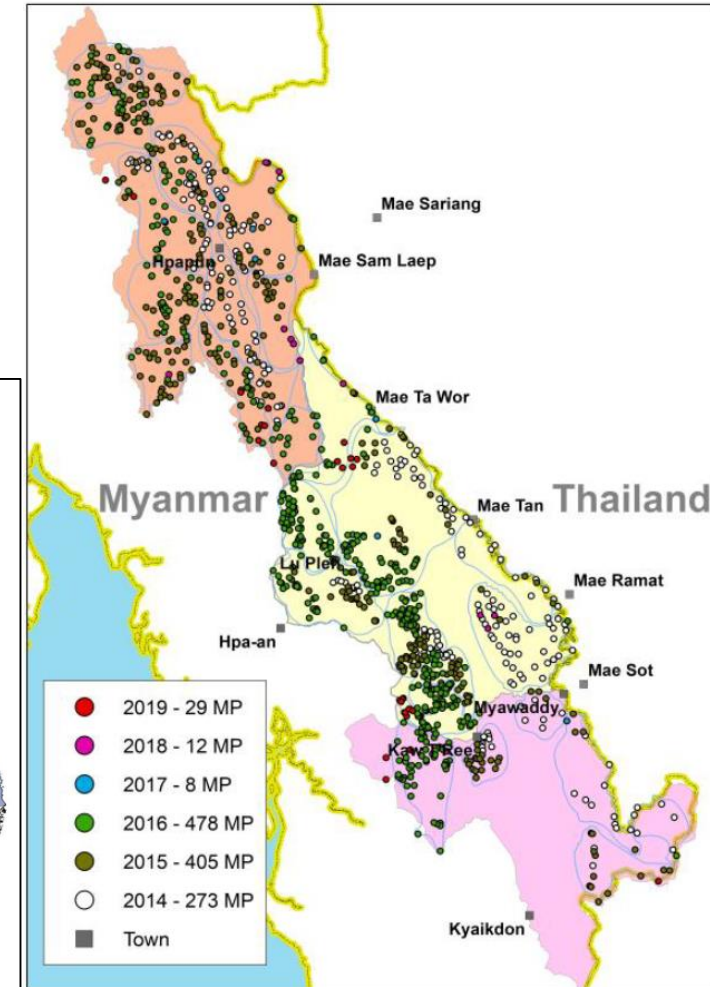 Mae Sariang
Hpapun
Mae Sam Laep
Mae Ta Wor
Myanmar
Thailand
Mae Tan
Mae Ramat
Hpa-an
Mae Sot
Myawaddy
2019 - 29 MP
2018 - 12 MP
2017 - 8 MP
2016 - 478 MP
2015 - 405 MP
2014 - 273 MP
Town
Kyaikdon